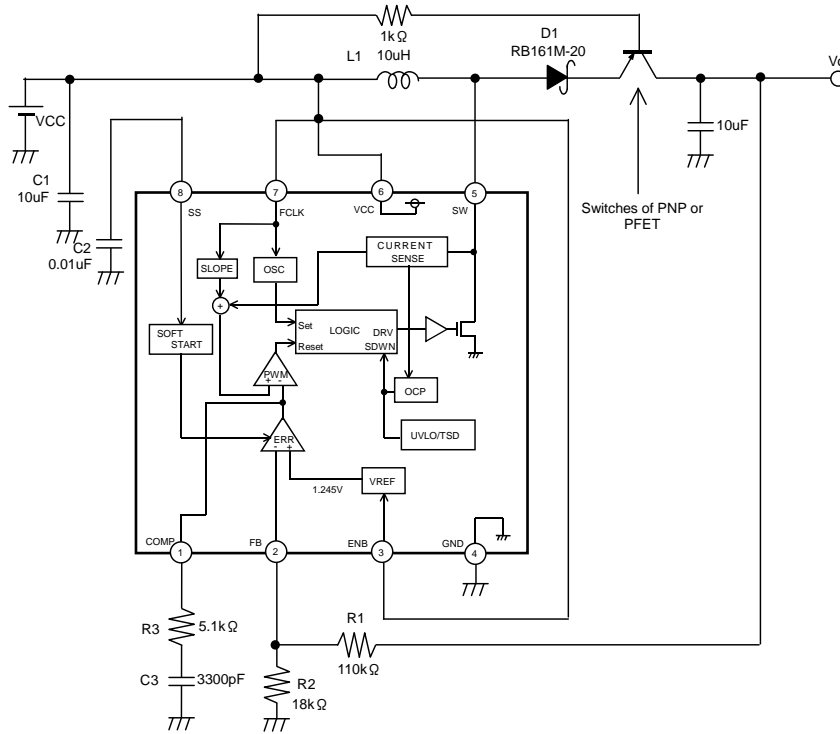 1kΩ
L1
10uH
D1
RB161M-20
VCC
10uF
C1
10uF
C2
0.01uF
Switches of PNP or
PFET
8
SS
7
FCLK
6
VCC
5
SW
SLOPE
OSC
CURRENT
SENSE
+
SOFT
START
Set
LOGIC
DRV
SDWN
Reset
PWM
+ -
OCP
UVLO/TSD
ERR
- +
1.245V
VREF
COMP
1
FB
2
ENB
3
GND
4
R3
5.1kΩ
C3
3300pF
R1
110kΩ
R2
18kΩ